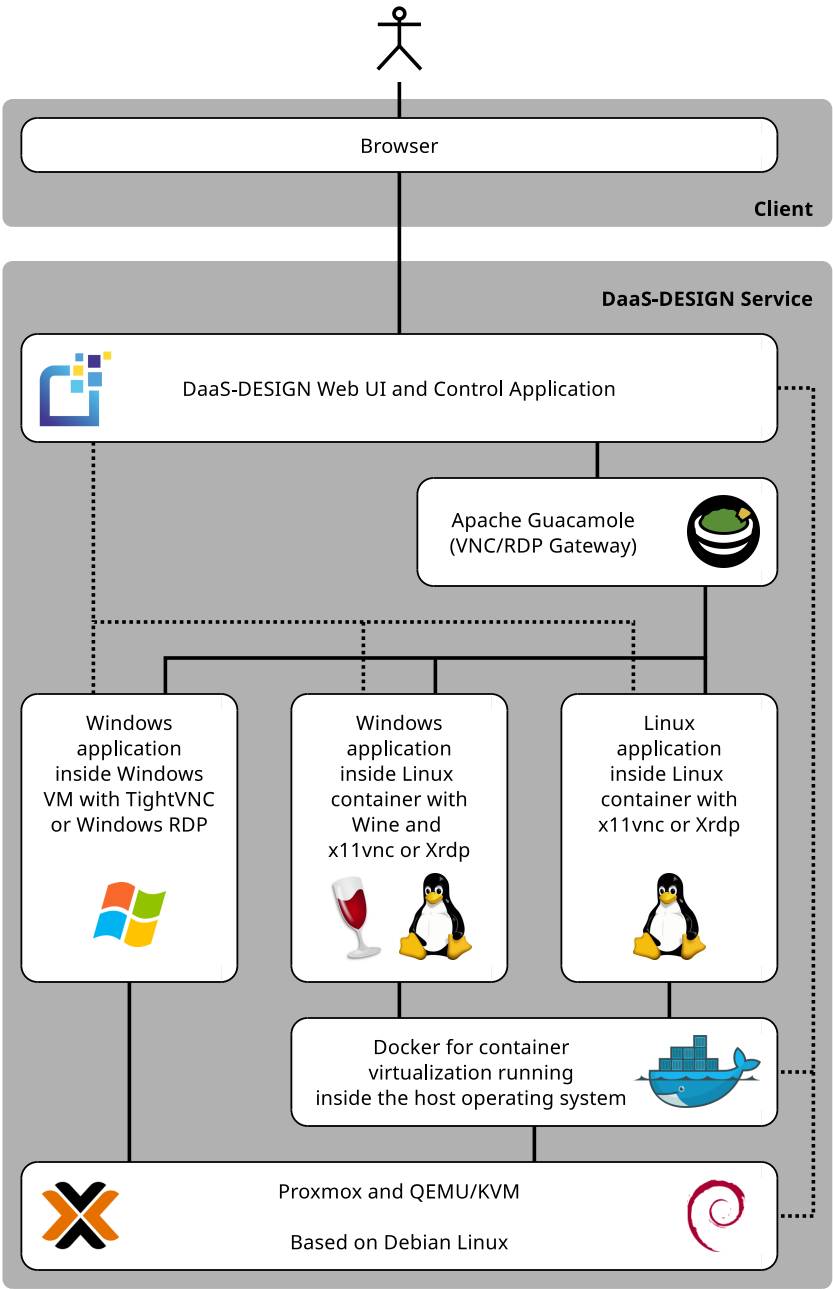 Browser
Client
DaaS-DESIGN Service
DaaS-DESIGN Web UI and Control Application
Apache Guacamole
(VNC/RDP Gateway)
Windows
application
inside Windows
VM with TightVNC
or Windows RDP
Windows
application
inside Linux
container with
Wine and
x11vnc or Xrdp
Linux
application
inside Linux
container with
x11vnc or Xrdp
Docker for container
virtualization running
inside the host operating system
Proxmox and QEMU/KVM
Based on Debian Linux